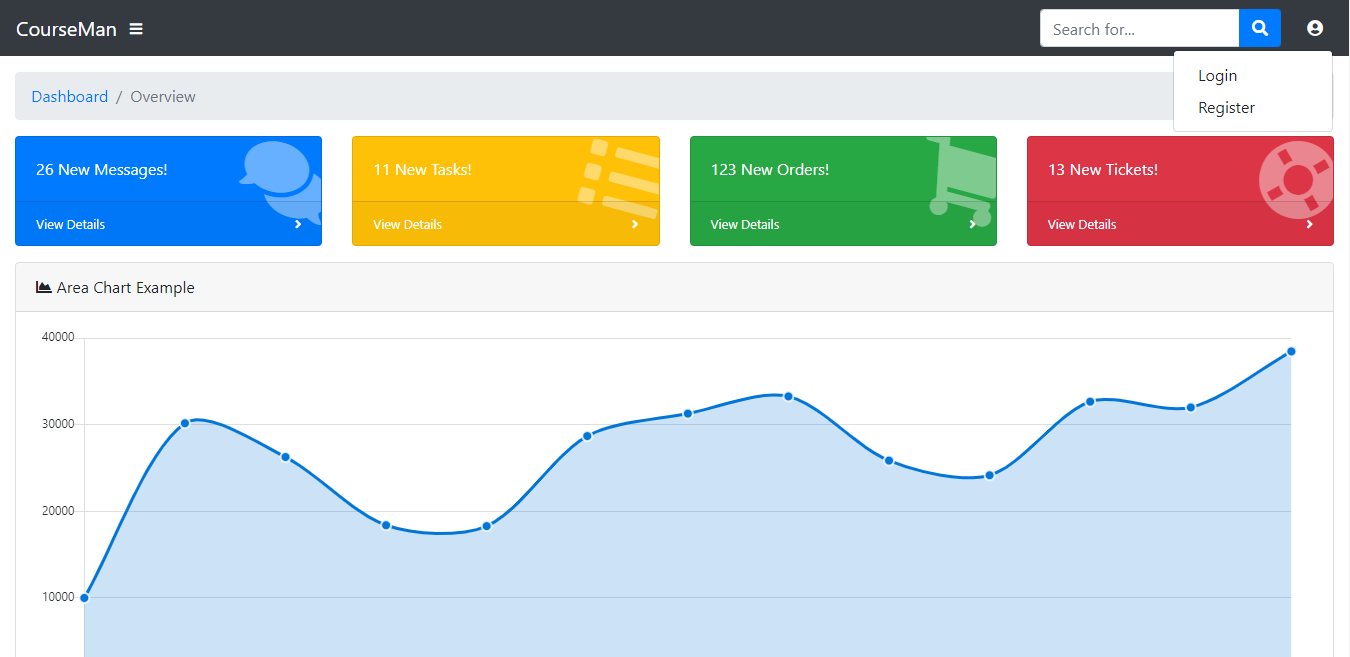 CourseMan
Search for...
Login
Register
Dashboard / Overview
26 New Messages!
View Details
11 New Tasks!
View Details
123 New Orders!
View Details
13 New Tickets!
View Details
Area Chart Example
40000
30000
20000
10000